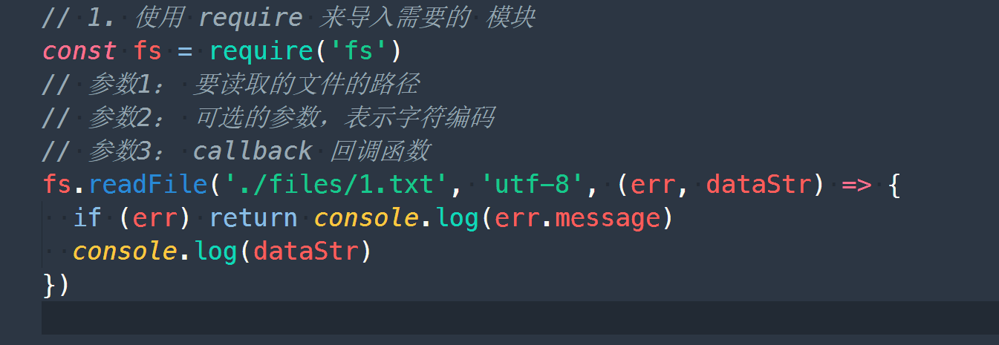 // 1. 使用 require 来导入需要的 模块
const fs = require('fs')
// 参数1： 要读取的文件的路径
// 参数2： 可选的参数，表示字符编码
// 参数3： callback 回调函数
fs.readFile('./files/1.txt', 'utf-8', (err, dataStr) => {
  if (err) return console.log(err.message)
  console.log(dataStr)
})